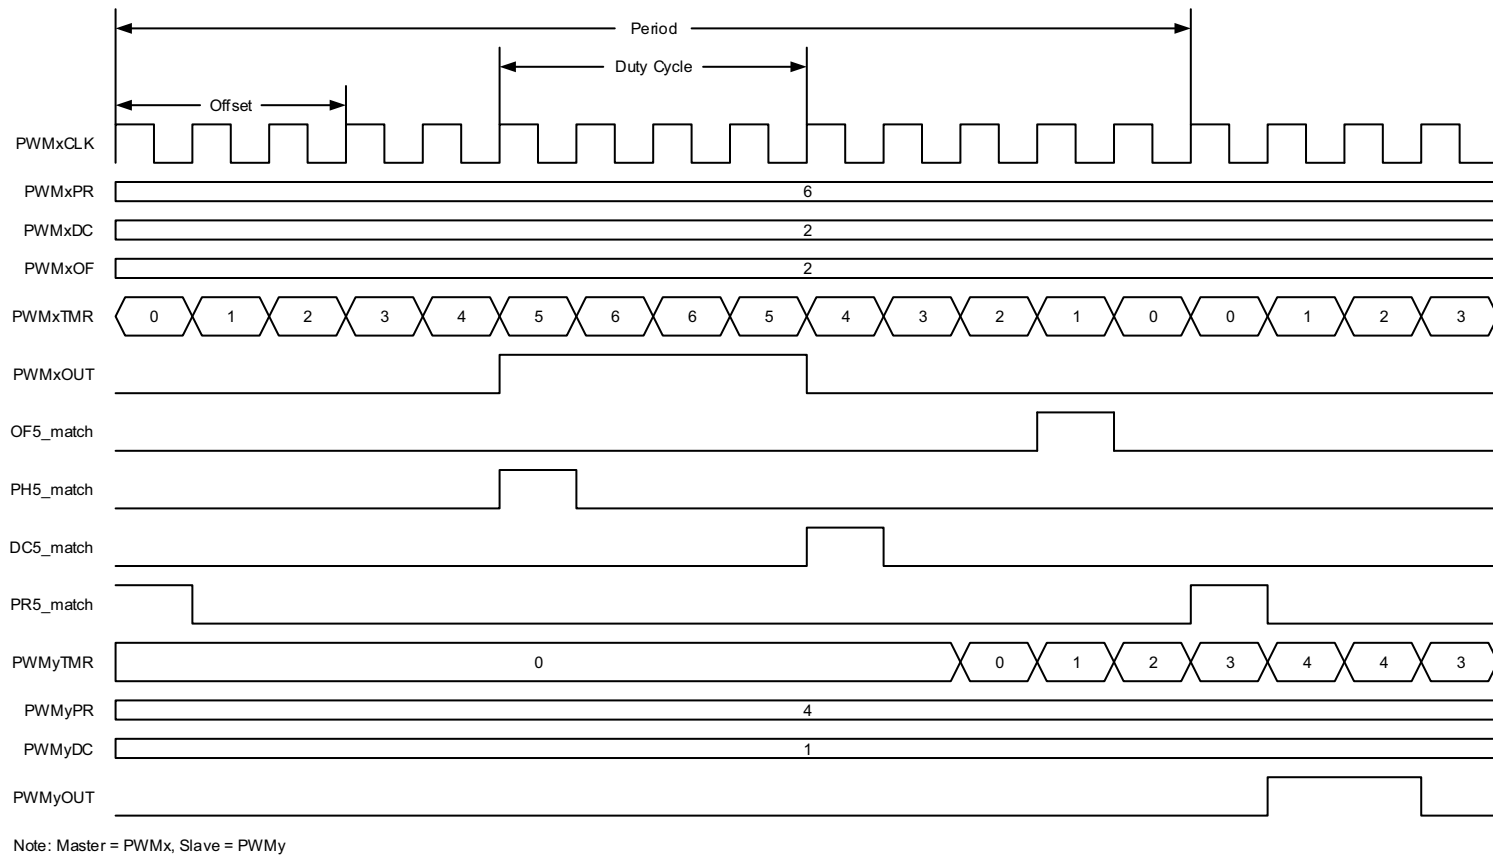 Period
Duty Cycle
Offset
PWMxCLK
PWMxPR 6
PWMxDC 2
PWMxOF 2
PWMxTMR 0 1 2 3 4 5 6 6 5 4 3 2 1 0 0 1 2 3
PWMxOUT
OF5_match
PH5_match
DC5_match
PR5_match
PWMyTMR 0 0 1 2 3 4 4 3
PWMyPR 4
PWMyDC 1
PWMyOUT
Note: Master = PWMx, Slave = PWMy